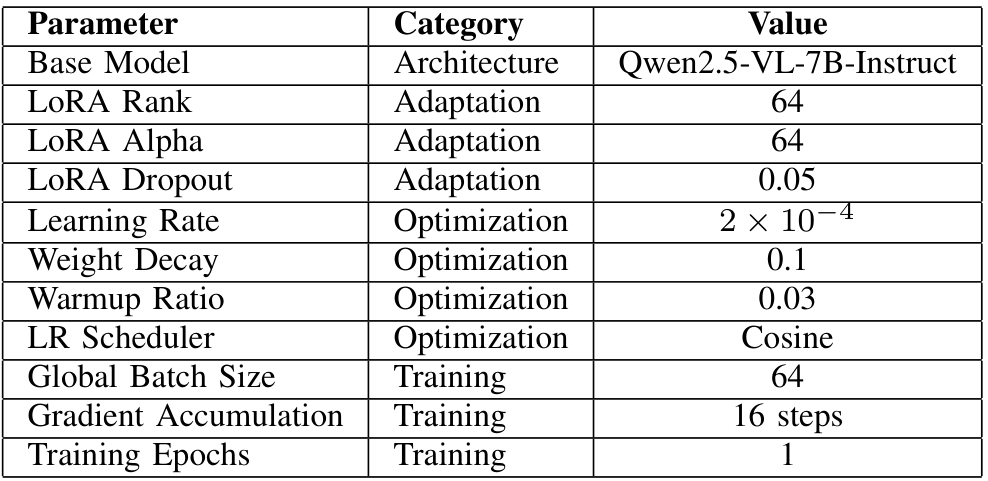 Parameter Category Value
Base Model Architecture Qwen2.5-VL-7B-Instruct
LoRA Rank Adaptation 64
LoRA Alpha Adaptation 64
LoRA Dropout Adaptation 0.05
Learning Rate Optimization 2 × 10⁻⁴
Weight Decay Optimization 0.1
Warmup Ratio Optimization 0.03
LR Scheduler Optimization Cosine
Global Batch Size Training 64
Gradient Accumulation Training 16 steps
Training Epochs Training 1